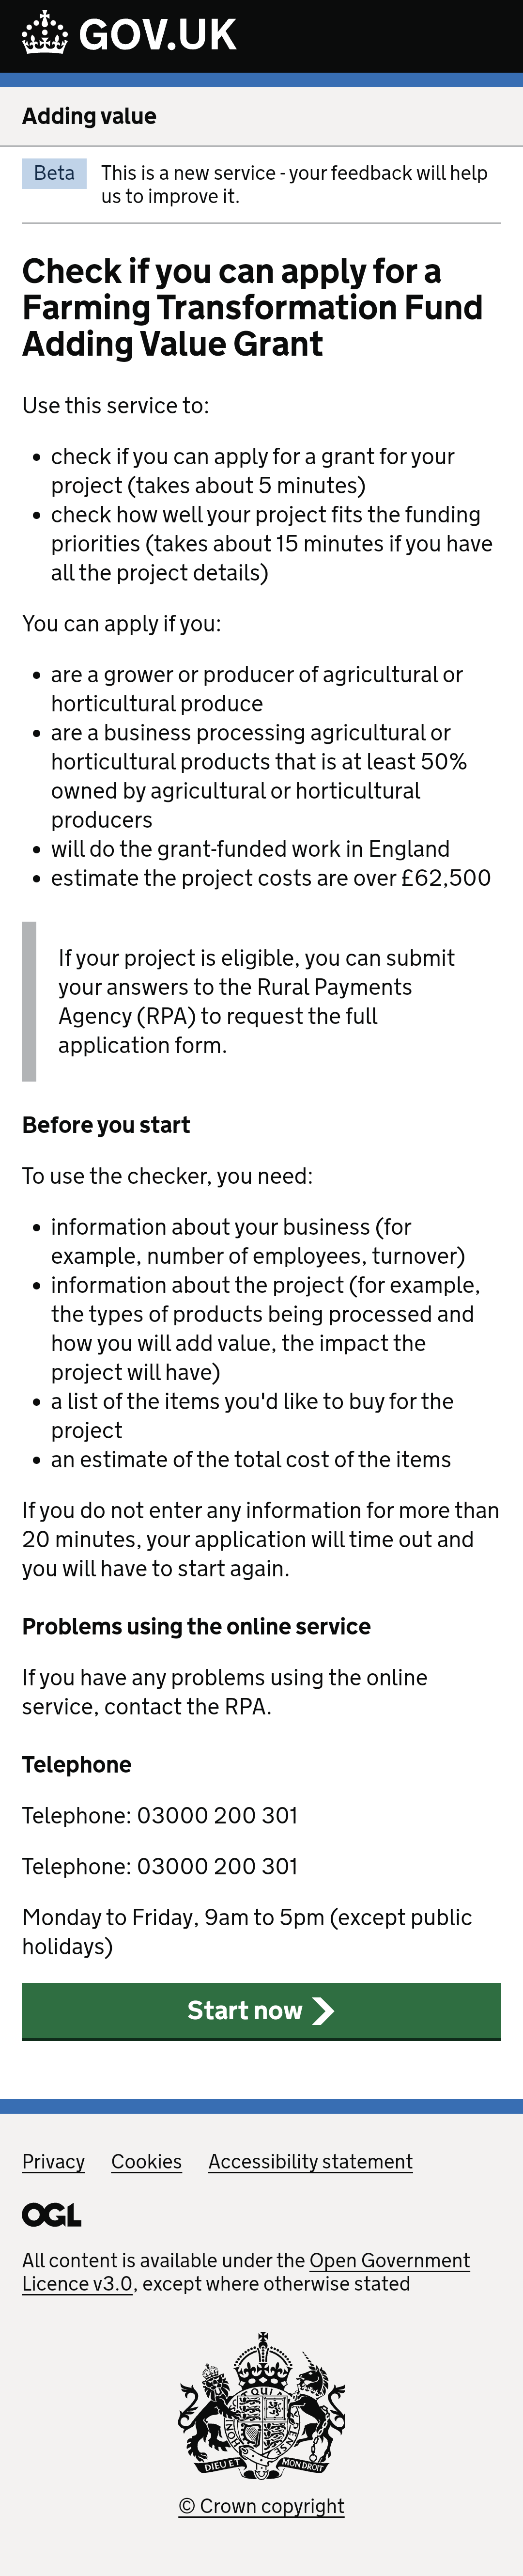 GOV.UK
Adding value
Beta
This is a new service - your feedback will help
us to improve it.
Check if you can apply for a
Farming Transformation Fund
Adding Value Grant
Use this service to:
• check if you can apply for a grant for your
project (takes about 5 minutes)
• check how well your project fits the funding
priorities (takes about 15 minutes if you have
all the project details)
You can apply if you:
• are a grower or producer of agricultural or
horticultural produce
• are a business processing agricultural or
horticultural products that is at least 50%
owned by agricultural or horticultural
producers
• will do the grant-funded work in England
• estimate the project costs are over £62,500
If your project is eligible, you can submit
your answers to the Rural Payments
Agency (RPA) to request the full
application form.
Before you start
To use the checker, you need:
• information about your business (for
example, number of employees, turnover)
• information about the project (for example,
the types of products being processed and
how you will add value, the impact the
project will have)
• a list of the items you'd like to buy for the
project
• an estimate of the total cost of the items
If you do not enter any information for more than
20 minutes, your application will time out and
you will have to start again.
Problems using the online service
If you have any problems using the online
service, contact the RPA.
Telephone
Telephone: 03000 200 301
Telephone: 03000 200 301
Monday to Friday, 9am to 5pm (except public
holidays)
Start now
Privacy Cookies Accessibility statement
OGL
All content is available under the Open Government
Licence v3.0, except where otherwise stated
DIEU ET MON DROIT
© Crown copyright